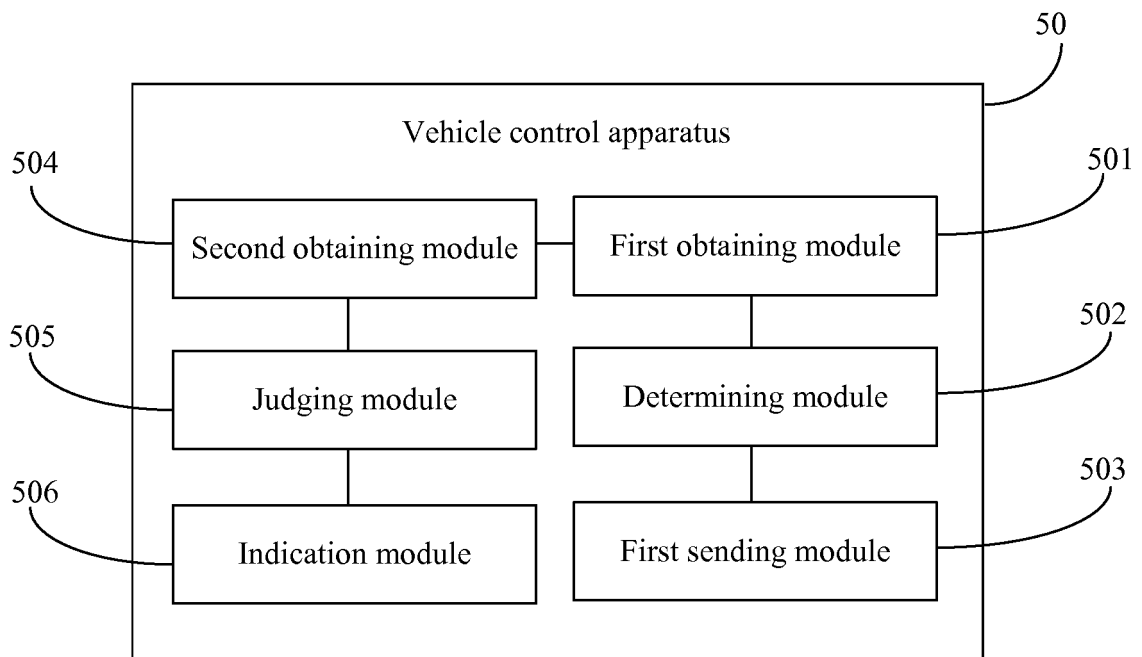 50
Vehicle control apparatus
504
501
Second obtaining module
First obtaining module
505
502
Judging module
Determining module
506
503
Indication module
First sending module